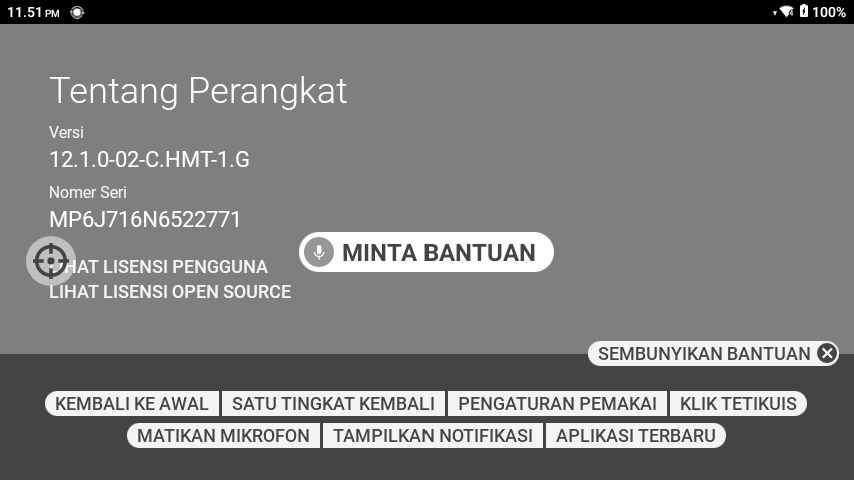 11.51 PM 100%
Tentang Perangkat
Versi
12.1.0-02-C.HMT-1.G
Nomer Seri
MP6J716N6522771
MINTA BANTUAN
LIHAT LISENSI PENGGUNA
LIHAT LISENSI OPEN SOURCE
SEMBUNYIKAN BANTUAN
KEMBALI KE AWAL SATU TINGKAT KEMBALI PENGATURAN PEMAKAI KLIK TETIKUIS
MATIKAN MIKROFON TAMPILKAN NOTIFIKASI APLIKASI TERBARU